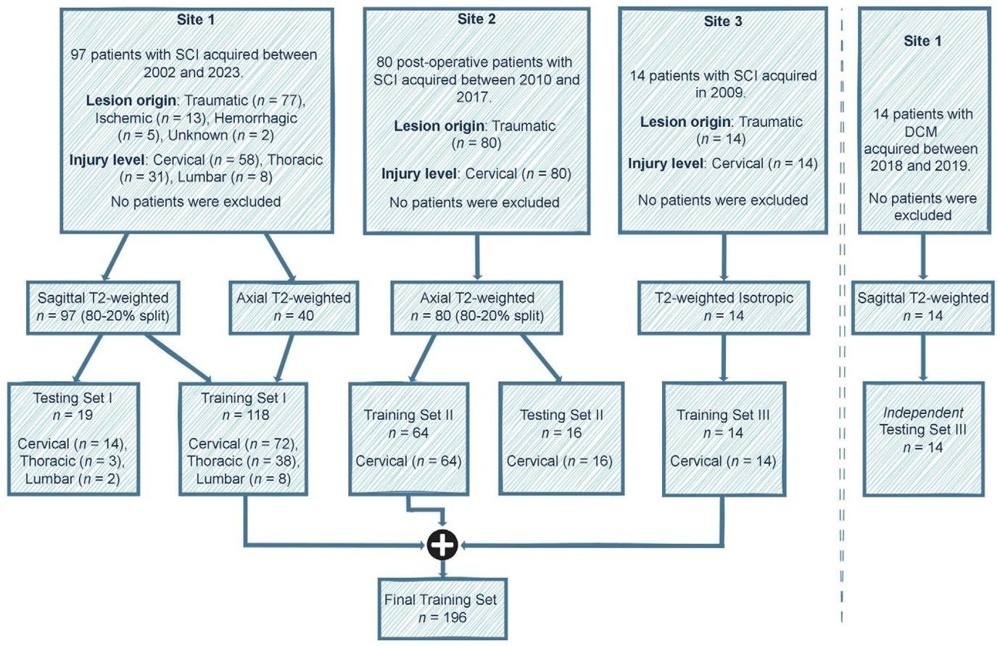 Site 1
97 patients with SCI acquired between
2002 and 2023.
Lesion origin: Traumatic (n = 77),
Ischemic (n = 13), Hemorrhagic
(n = 5), Unknown (n = 2)
Injury level: Cervical (n = 58), Thoracic
(n = 31), Lumbar (n = 8)
No patients were excluded
Site 2
80 post-operative patients with
SCI acquired between 2010 and
2017.
Lesion origin: Traumatic
(n = 80)
Injury level: Cervical (n = 80)
No patients were excluded
Site 3
14 patients with SCI acquired
in 2009.
Lesion origin: Traumatic
(n = 14)
Injury level: Cervical (n = 14)
No patients were excluded
Site 1
14 patients with
DCM
acquired between
2018 and 2019.
No patients were
excluded
Sagittal T2-weighted
n = 97 (80-20% split)
Axial T2-weighted
n = 40
Axial T2-weighted
n = 80 (80-20% split)
T2-weighted Isotropic
n = 14
Sagittal T2-weighted
n = 14
Testing Set I
n = 19
Cervical (n = 14),
Thoracic (n = 3),
Lumbar (n = 2)
Training Set I
n = 118
Cervical (n = 72),
Thoracic (n = 38),
Lumbar (n = 8)
Training Set II
n = 64
Cervical (n = 64)
Testing Set II
n = 16
Cervical (n = 16)
Training Set III
n = 14
Cervical (n = 14)
Independent
Testing Set III
n = 14
Final Training Set
n = 196